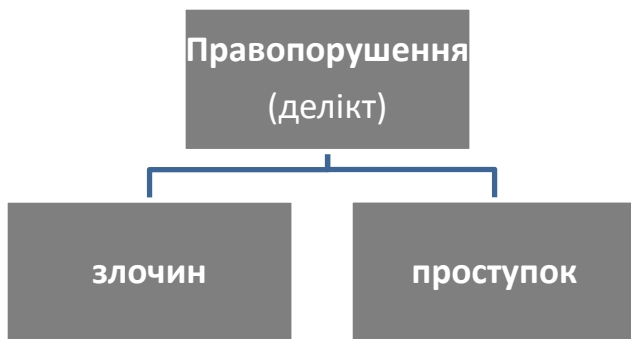 Правопорушення
(делікт)
злочин
проступок